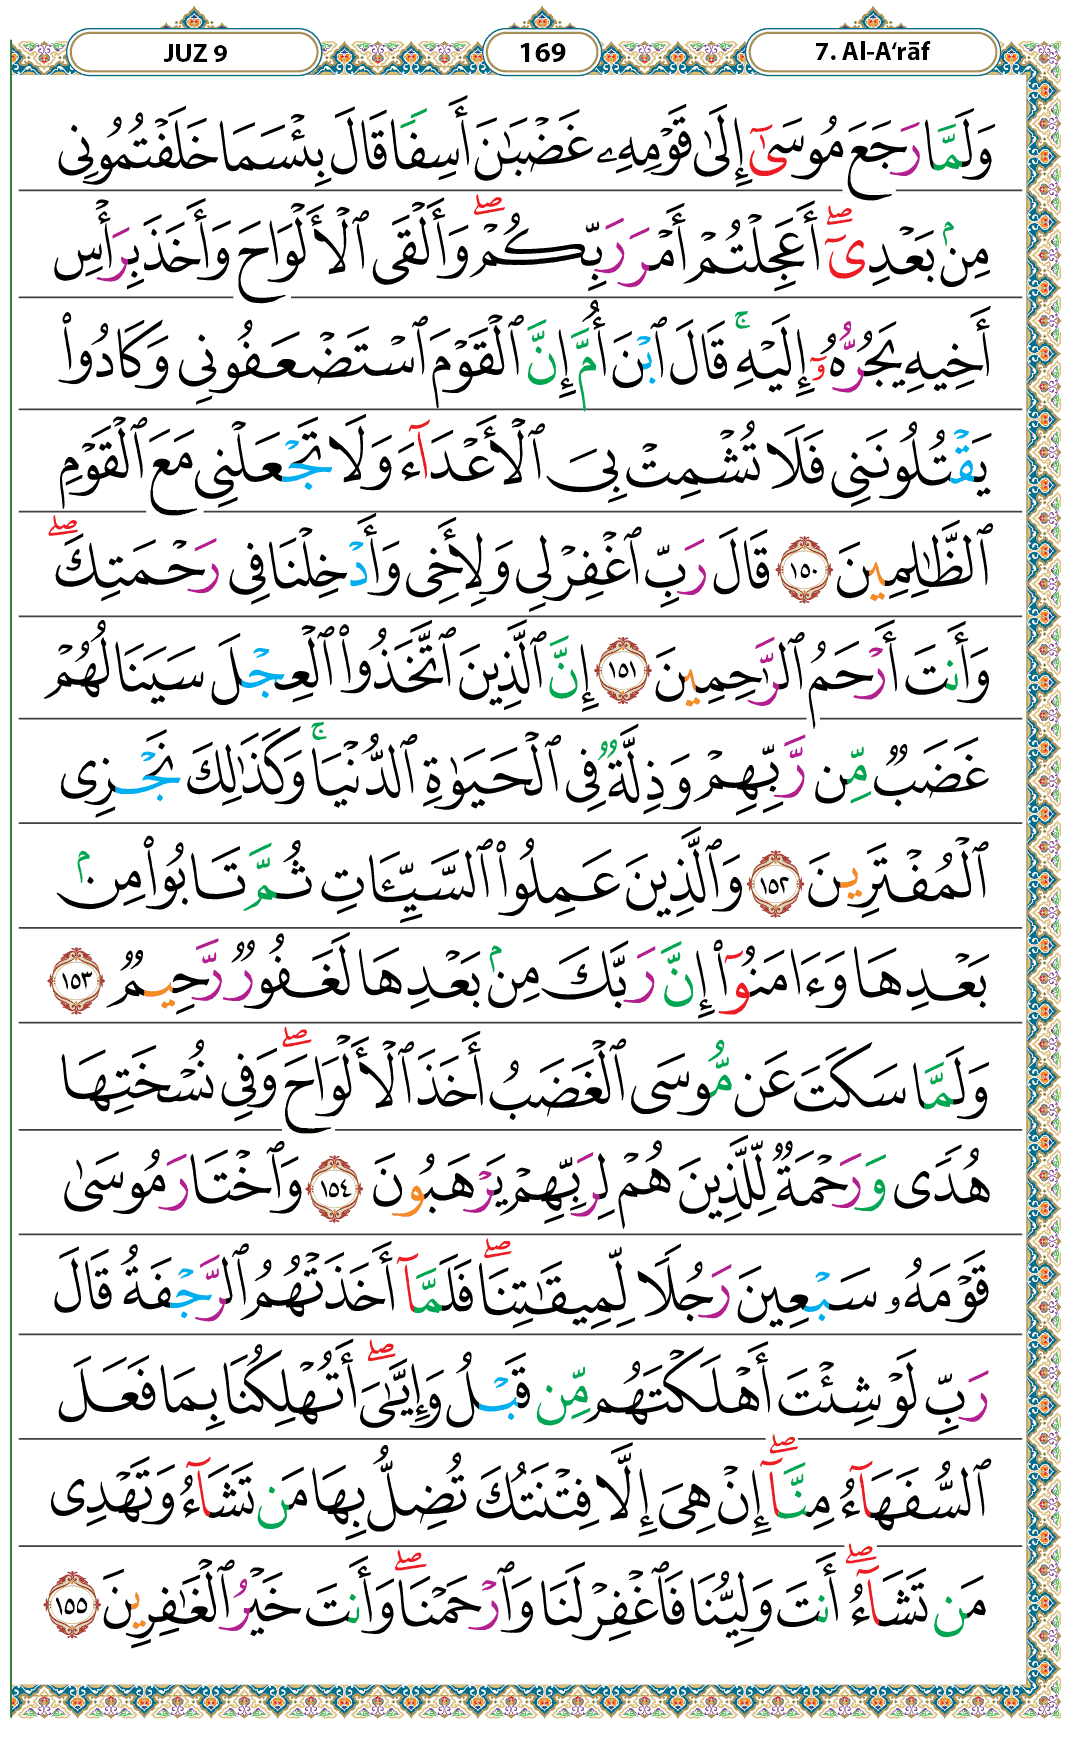 JUZ 9
169
7. Al-A‘rāf
وَلَمَّا رَجَعَ مُوسَىٰٓ إِلَىٰ قَوْمِهِۦ غَضْبَٰنَ أَسِفًا قَالَ بِئْسَمَا خَلَفْتُمُونِى
مِنۢ بَعْدِىٓ ۖ أَعَجِلْتُمْ أَمْرَ رَبِّكُمْ ۖ وَأَلْقَى ٱلْأَلْوَاحَ وَأَخَذَ بِرَأْسِ
أَخِيهِ يَجُرُّهُۥٓ إِلَيْهِ ۚ قَالَ ٱبْنَ أُمَّ إِنَّ ٱلْقَوْمَ ٱسْتَضْعَفُونِى وَكَادُوا۟
يَقْتُلُونَنِى فَلَا تُشْمِتْ بِىَ ٱلْأَعْدَآءَ وَلَا تَجْعَلْنِى مَعَ ٱلْقَوْمِ
ٱلظَّٰلِمِينَ ١٥٠ قَالَ رَبِّ ٱغْفِرْ لِى وَلِأَخِى وَأَدْخِلْنَا فِى رَحْمَتِكَ ۖ
وَأَنتَ أَرْحَمُ ٱلرَّٰحِمِينَ ١٥١ إِنَّ ٱلَّذِينَ ٱتَّخَذُوا۟ ٱلْعِجْلَ سَيَنَالُهُمْ
غَضَبٌ مِّن رَّبِّهِمْ وَذِلَّةٌ فِى ٱلْحَيَوٰةِ ٱلدُّنْيَا ۚ وَكَذَٰلِكَ نَجْزِى
ٱلْمُفْتَرِينَ ١٥٢ وَٱلَّذِينَ عَمِلُوا۟ ٱلسَّيِّـَٔاتِ ثُمَّ تَابُوا۟ مِنۢ
بَعْدِهَا وَءَامَنُوٓا۟ إِنَّ رَبَّكَ مِنۢ بَعْدِهَا لَغَفُورٌ رَّحِيمٌ ١٥٣
وَلَمَّا سَكَتَ عَن مُّوسَى ٱلْغَضَبُ أَخَذَ ٱلْأَلْوَاحَ ۖ وَفِى نُسْخَتِهَا
هُدًى وَرَحْمَةٌ لِّلَّذِينَ هُمْ لِرَبِّهِمْ يَرْهَبُونَ ١٥٤ وَٱخْتَارَ مُوسَىٰ
قَوْمَهُۥ سَبْعِينَ رَجُلًا لِّمِيقَٰتِنَا ۖ فَلَمَّآ أَخَذَتْهُمُ ٱلرَّجْفَةُ قَالَ
رَبِّ لَوْ شِئْتَ أَهْلَكْتَهُم مِّن قَبْلُ وَإِيَّٰىَ ۖ أَتُهْلِكُنَا بِمَا فَعَلَ
ٱلسُّفَهَآءُ مِنَّآ ۖ إِنْ هِىَ إِلَّا فِتْنَتُكَ تُضِلُّ بِهَا مَن تَشَآءُ وَتَهْدِى
مَن تَشَآءُ ۖ أَنتَ وَلِيُّنَا فَٱغْفِرْ لَنَا وَٱرْحَمْنَا ۖ وَأَنتَ خَيْرُ ٱلْغَٰفِرِينَ ١٥٥